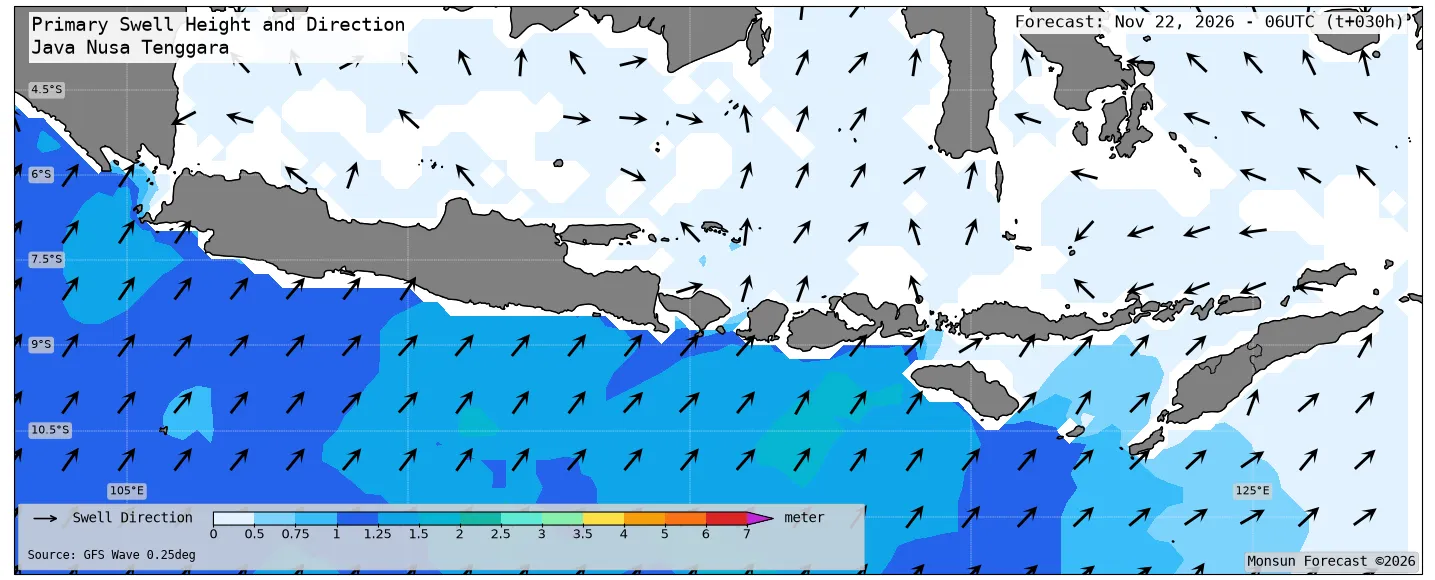 Primary Swell Height and Direction
Java Nusa Tenggara
Forecast: Nov 22, 2026 - 06UTC (t+030h)
4.5°S
6°S
7.5°S
9°S
10.5°S
105°E
125°E
Swell Direction
0 0.5 0.75 1 1.25 1.5 2 2.5 3 3.5 4 5 6 7
meter
Source: GFS Wave 0.25deg
Monsun Forecast ©2026